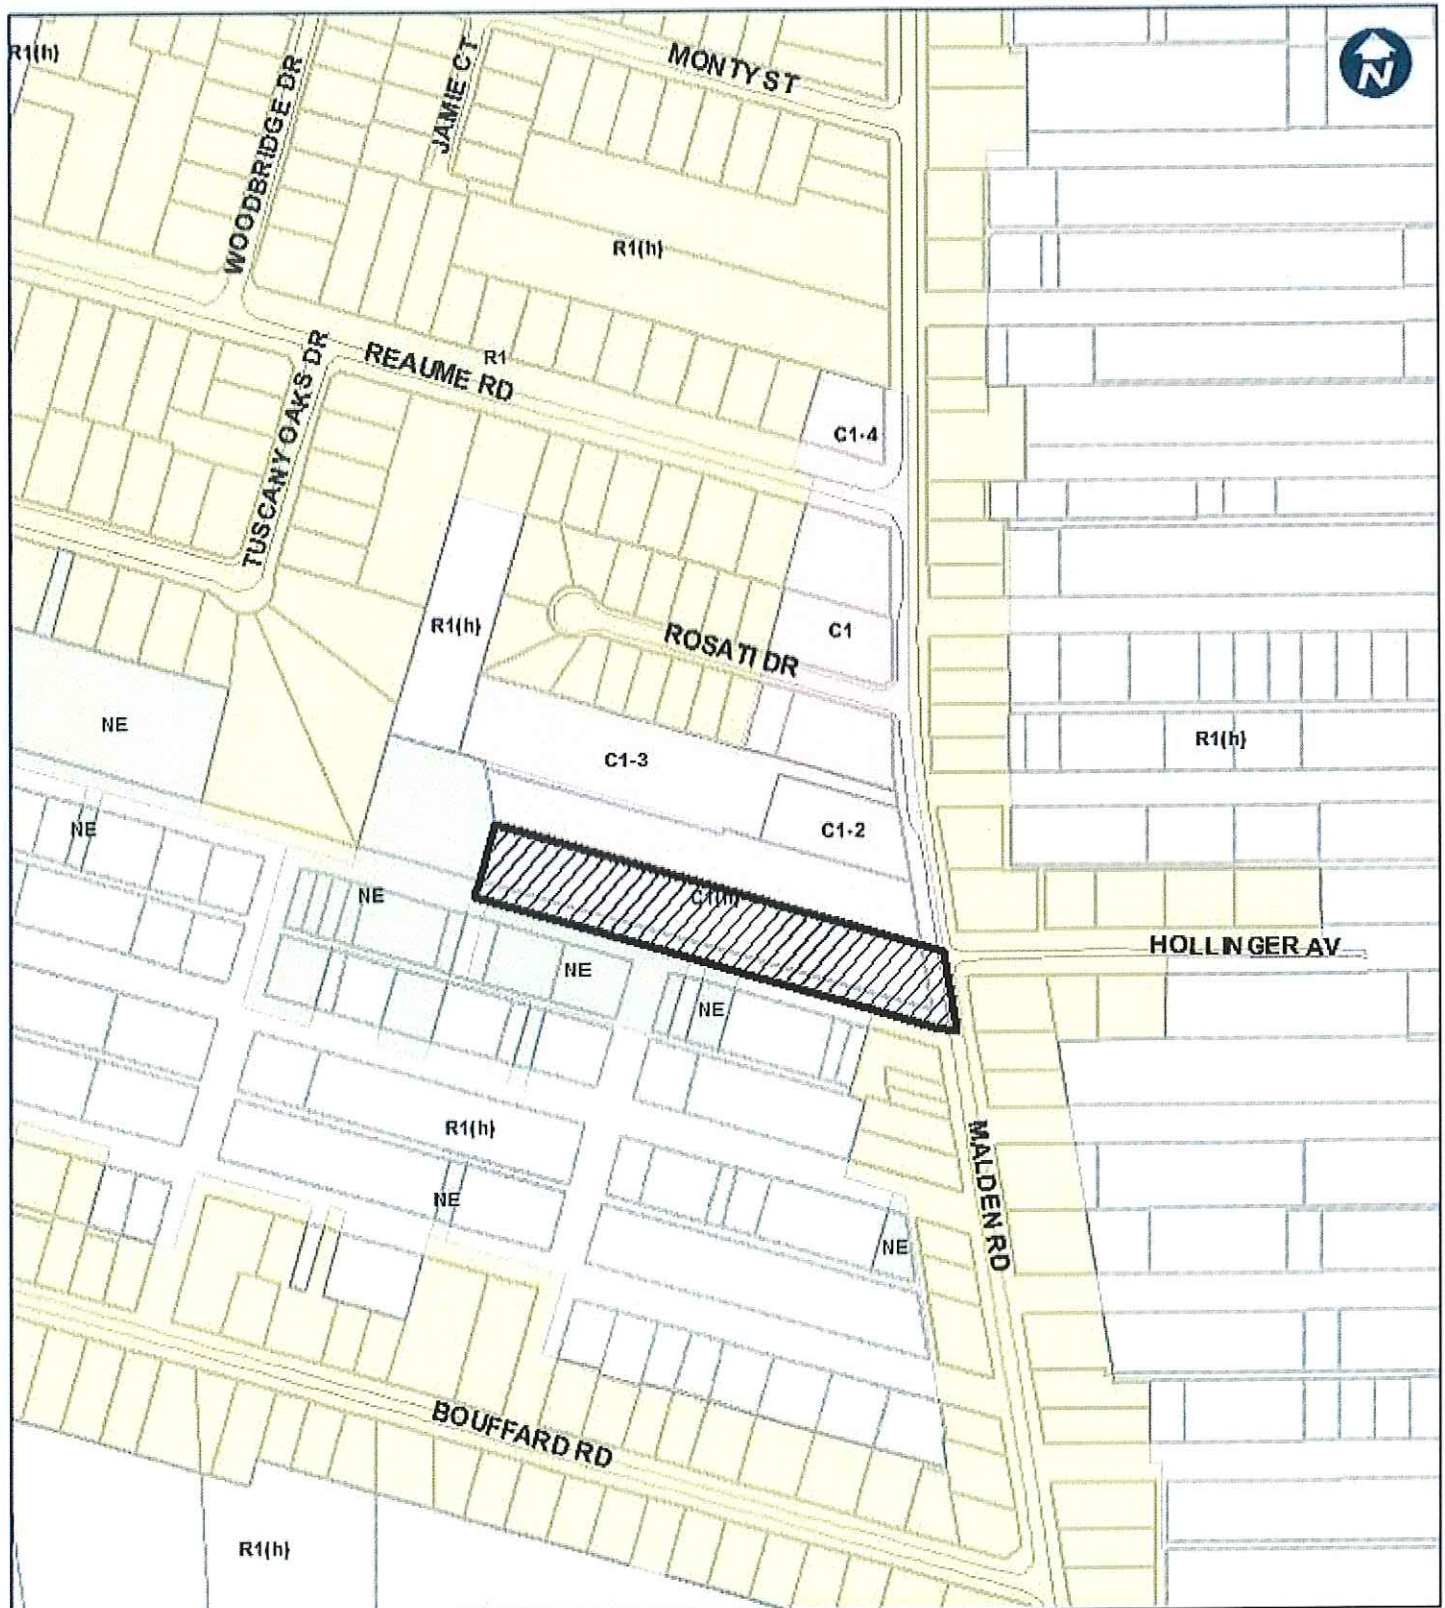 R1(h)
WOODBRIDGE DR
JAMIE CT
MONTY ST
N
R1(h)
TUSCANY OAKS DR
REAUME RD
R1
C1-4
R1(h)
ROSATI DR
C1
NE
C1-3
R1(h)
NE
C1-2
NE
C1(h)
HOLLINGER AV
NE
NE
R1(h)
MALDEN RD
NE
NE
BOUFFARD RD
R1(h)